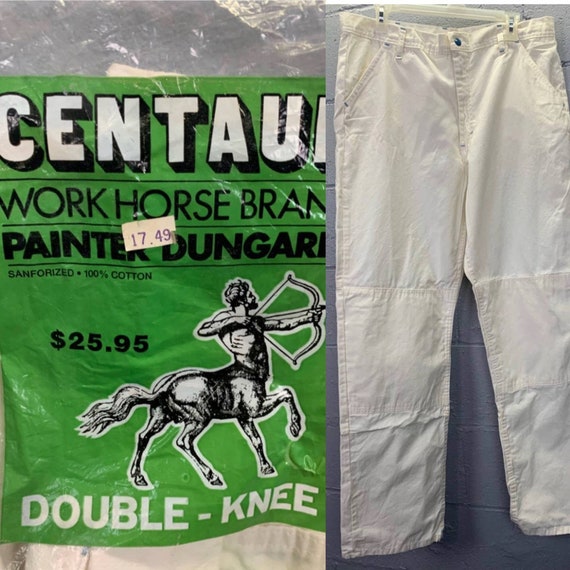 CENTAU
WORK HORSE BRAN
PAINTER DUNGAR
17.49
SANFORIZED • 100% COTTON
$25.95
DOUBLE - KNEE